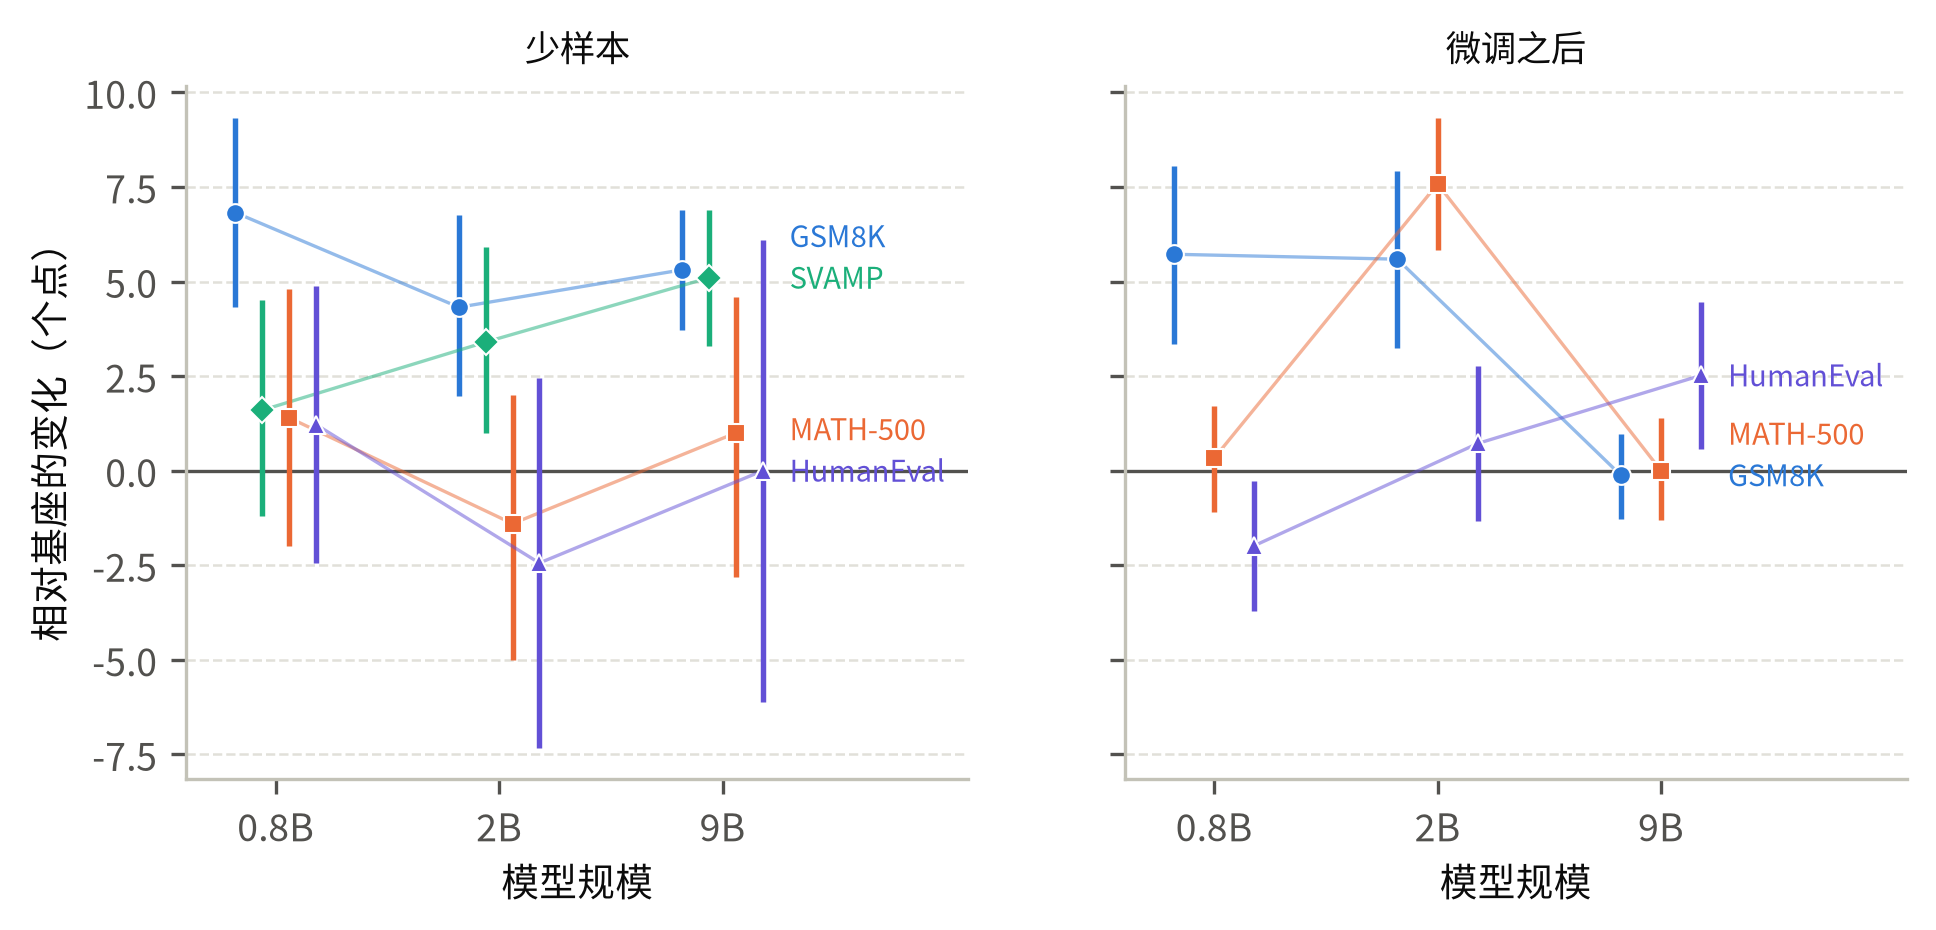 少样本
微调之后
相对基座的变化（个点）
10.0
7.5
5.0
2.5
0.0
-2.5
-5.0
-7.5
GSM8K
SVAMP
MATH-500
HumanEval
HumanEval
MATH-500
GSM8K
0.8B
2B
9B
0.8B
2B
9B
模型规模
模型规模